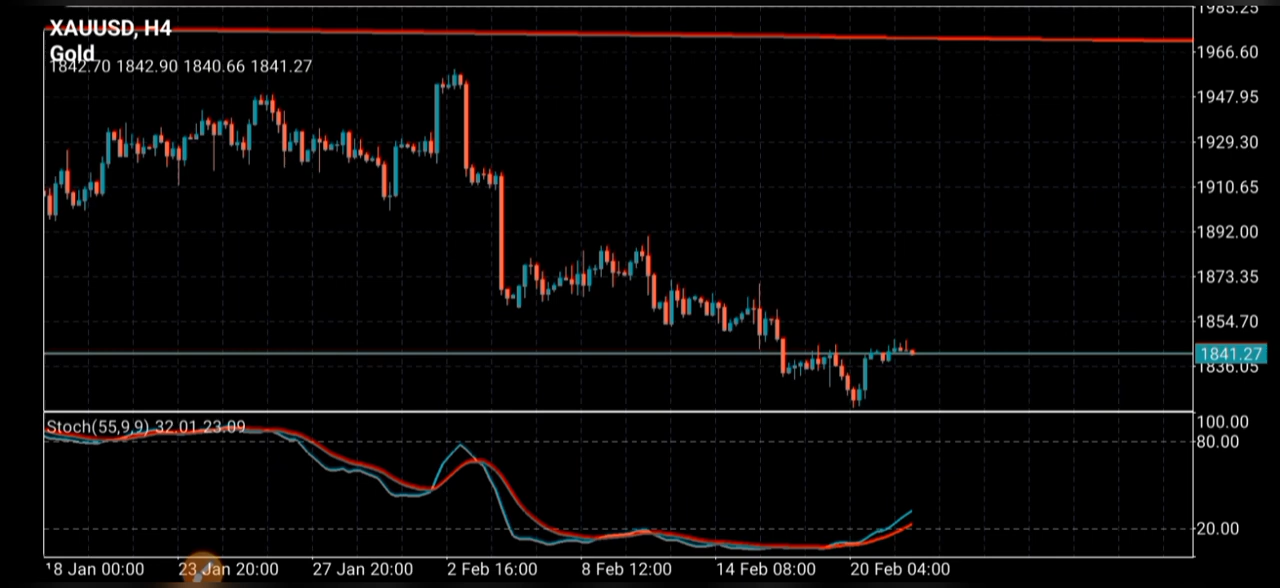 XAUUSD, H4
Gold
1842.70 1842.90 1840.66 1841.27
1985.25
1966.60
1947.95
1929.30
1910.65
1892.00
1873.35
1854.70
1841.27
1836.05
Stoch(55,9,9) 32.01 23.09
100.00
80.00
20.00
18 Jan 00:00 23 Jan 20:00 27 Jan 20:00 2 Feb 16:00 8 Feb 12:00 14 Feb 08:00 20 Feb 04:00